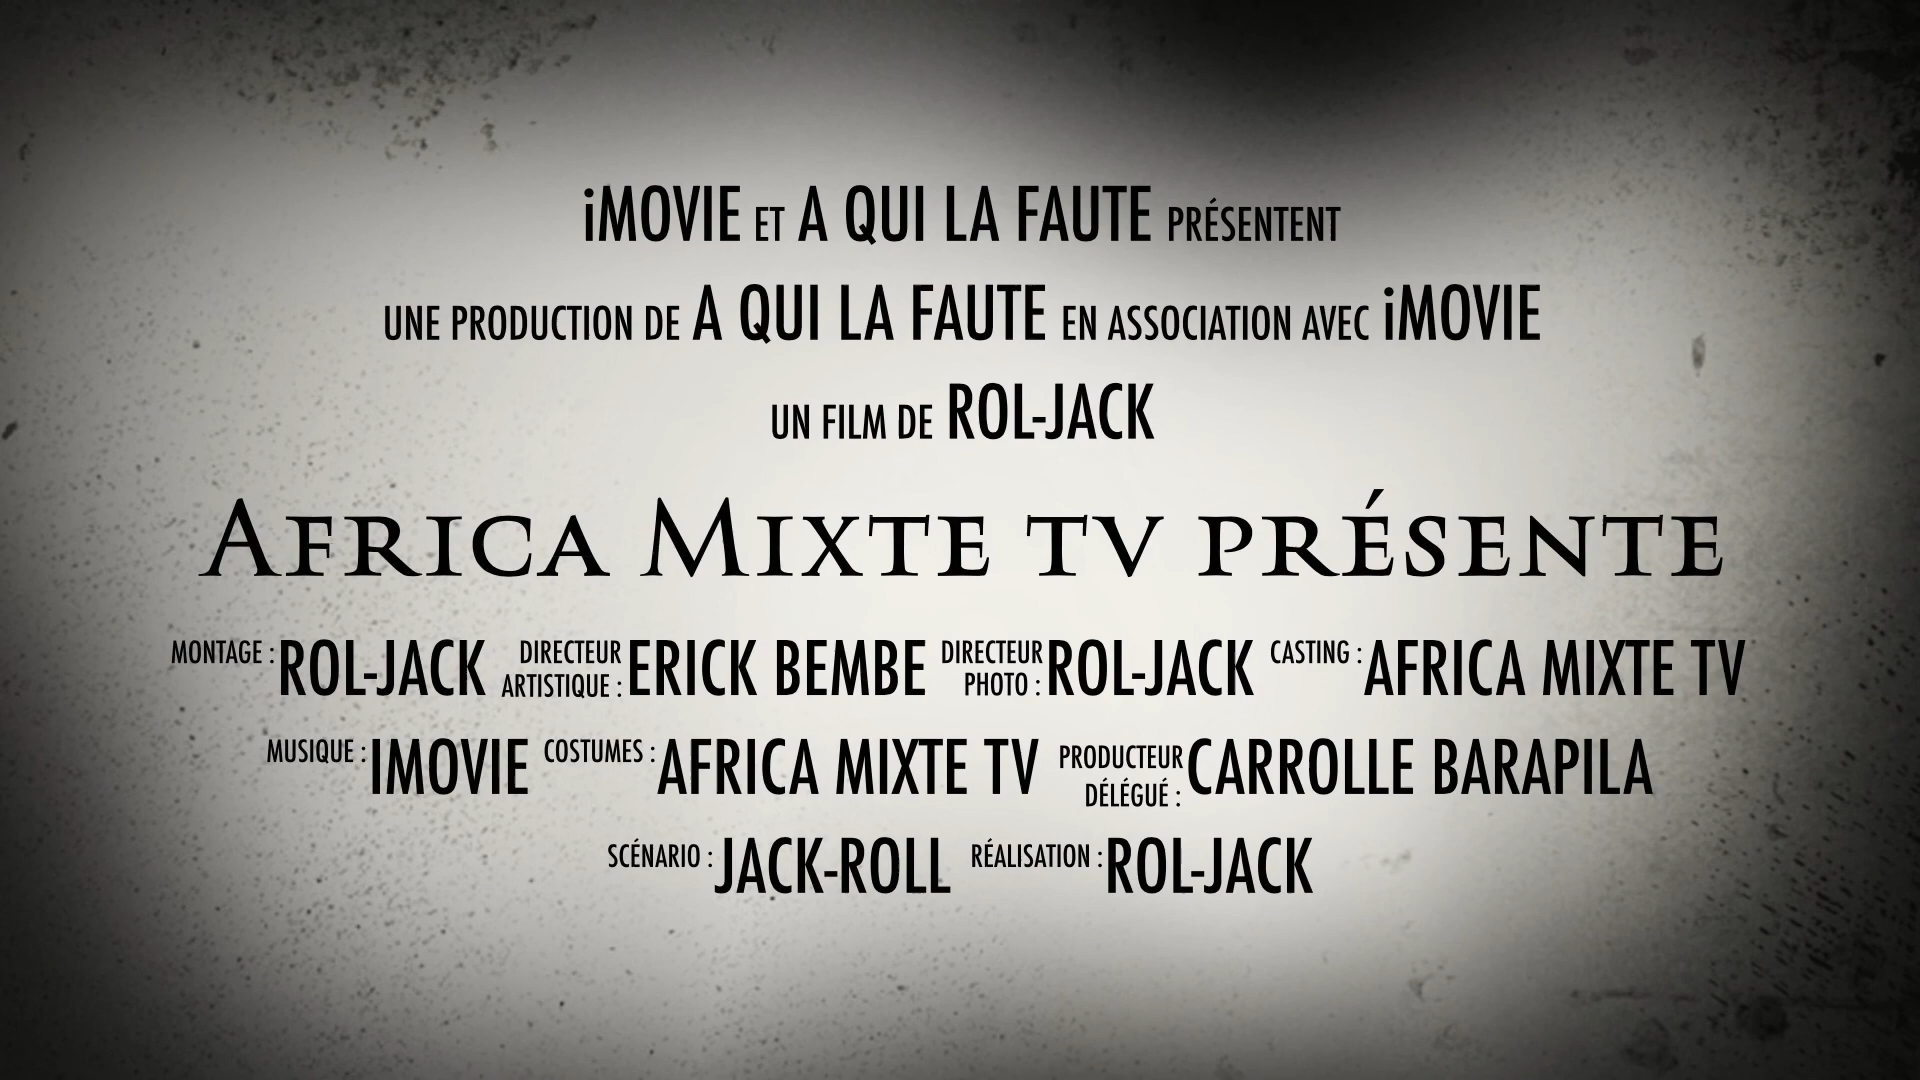 iMOVIE ET A QUI LA FAUTE PRÉSENTENT
UNE PRODUCTION DE A QUI LA FAUTE EN ASSOCIATION AVEC iMOVIE
UN FILM DE ROL-JACK
AFRICA MIXTE TV PRÉSENTE
MONTAGE : ROL-JACK DIRECTEUR ARTISTIQUE : ERICK BEMBE DIRECTEUR PHOTO : ROL-JACK CASTING : AFRICA MIXTE TV
MUSIQUE : IMOVIE COSTUMES : AFRICA MIXTE TV PRODUCTEUR DÉLÉGUÉ : CARROLLE BARAPILA
SCÉNARIO : JACK-ROLL RÉALISATION : ROL-JACK